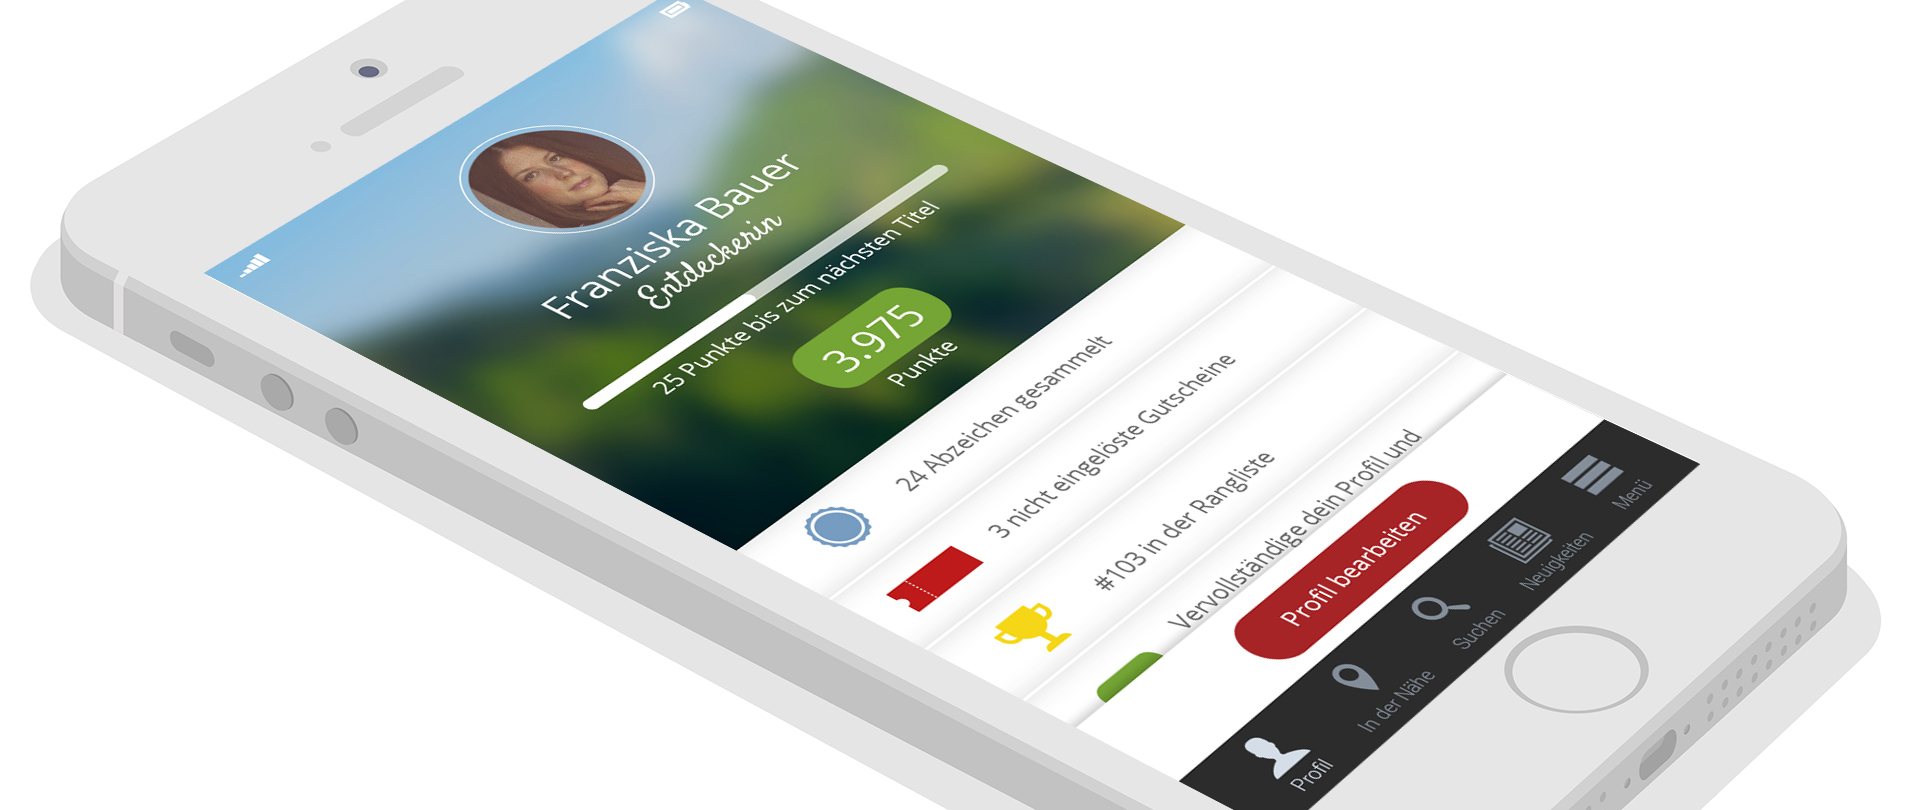 Franziska Bauer
Entdeckerin
25 Punkte bis zum nächsten Titel
3.975
Punkte
24 Abzeichen gesammelt
3 nicht eingelöste Gutscheine
#103 in der Rangliste
Vervollständige dein Profil und
Profil bearbeiten
Profil
In der Nähe
Suchen
Neuigkeiten
Menü